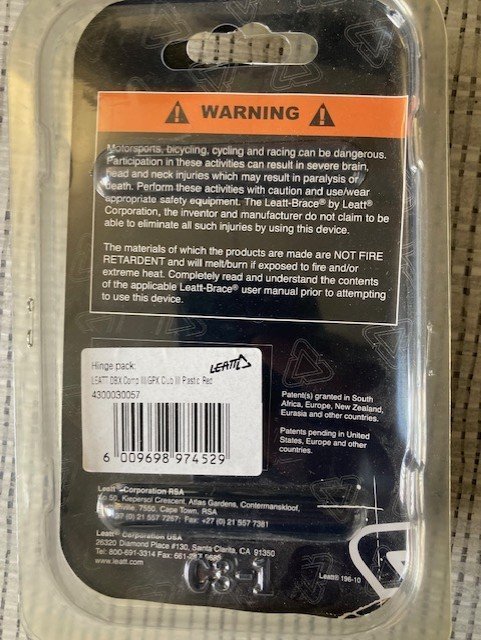 WARNING
Motorsports, bicycling, cycling and racing can be dangerous.
Participation in these activities can result in severe brain,
head and neck injuries which may result in paralysis or
death. Perform these activities with caution and use/wear
appropriate safety equipment. The Leatt-Brace® by Leatt®
Corporation, the inventor and manufacturer do not claim to be
able to eliminate all such injuries by using this device.
The materials of which the products are made are NOT FIRE
RETARDENT and will melt/burn if exposed to fire and/or
extreme heat. Completely read and understand the contents
of the applicable Leatt-Brace® user manual prior to attempting
to use this device.
Hinge pack:
LEATT
LEATT DBX Comp III/GPX Club III Plastic Red
4300030057
6 009698 974529
Patent(s) granted in South
Africa, Europe, New Zealand,
Eurasia and other countries.
Patents pending in United
States, Europe and other
countries.
Leatt® Corporation RSA
No 50, Kiepersol Crescent, Atlas Gardens, Contermanskloof,
7550, Cape Town, RSA
(0) 21 557 7257; Fax: +27 (0) 21 557 7381
Leatt® Corporation USA
26320 Diamond Place #130, Santa Clarita, CA 91350
Tel: 800-691-3314 Fax: 661-
www.leatt.com
C3-1
Leatt® 196-10